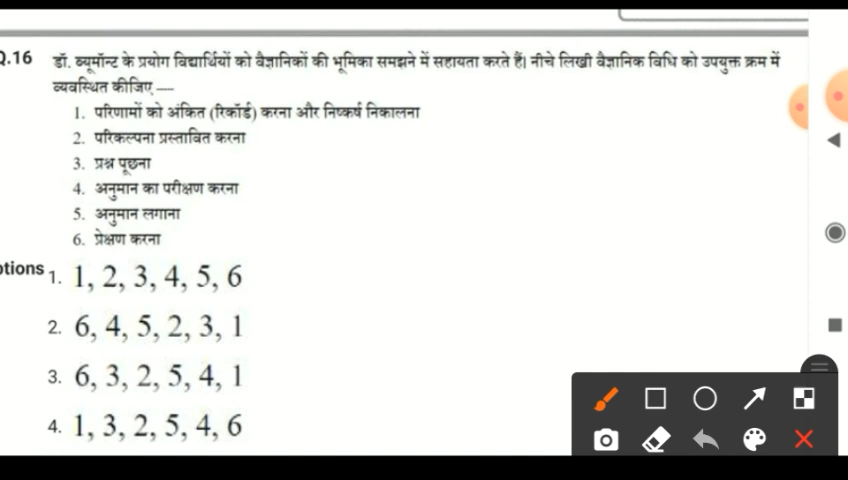 Q.16 डॉ. ब्यूमॉन्ट के प्रयोग विद्यार्थियों को वैज्ञानिकों की भूमिका समझने में सहायता करते हैं। नीचे लिखी वैज्ञानिक विधि को उपयुक्त क्रम में
व्यवस्थित कीजिए —
1. परिणामों को अंकित (रिकॉर्ड) करना और निष्कर्ष निकालना
2. परिकल्पना प्रस्तावित करना
3. प्रश्न पूछना
4. अनुमान का परीक्षण करना
5. अनुमान लगाना
6. प्रेक्षण करना
otions 1. 1, 2, 3, 4, 5, 6
2. 6, 4, 5, 2, 3, 1
3. 6, 3, 2, 5, 4, 1
4. 1, 3, 2, 5, 4, 6